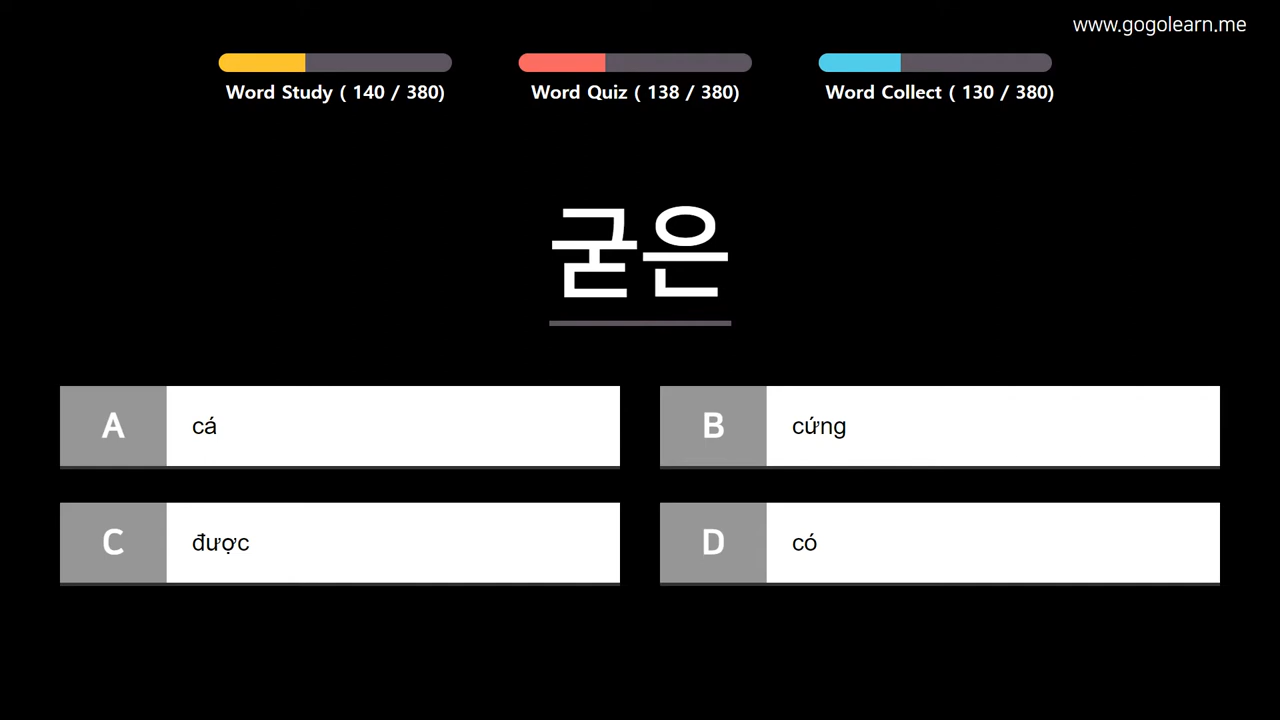 www.gogolearn.me
Word Study ( 140 / 380)
Word Quiz ( 138 / 380)
Word Collect ( 130 / 380)
굳은
A cá
B cứng
C được
D có